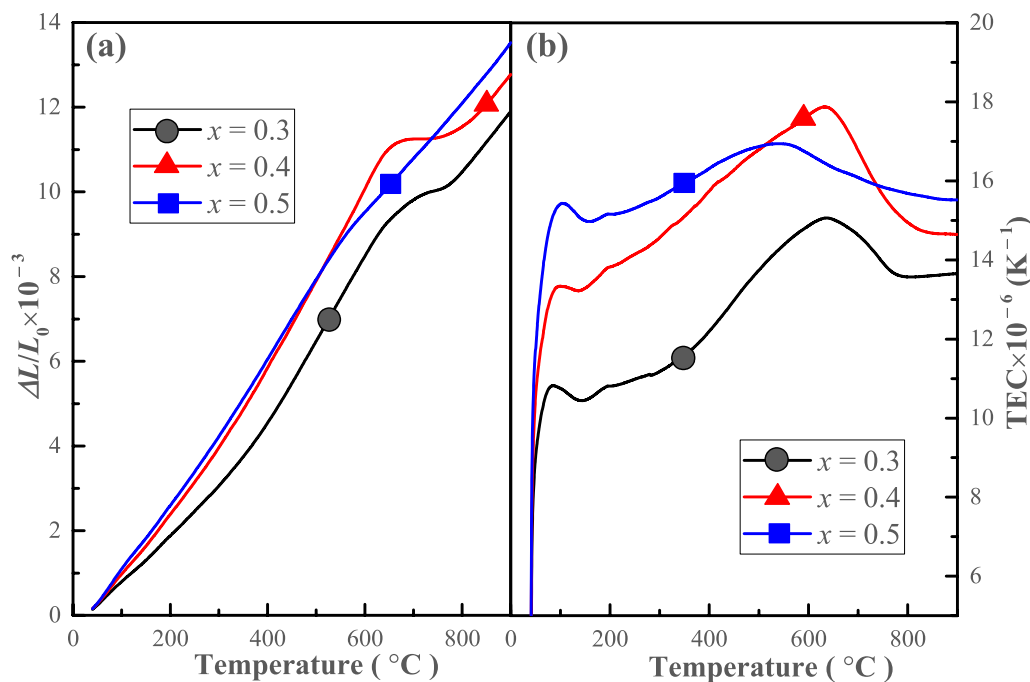 (a)
14
12
10
8
6
4
2
0
ΔL/L₀×10⁻³
x = 0.3
x = 0.4
x = 0.5
0 200 400 600 800
Temperature ( °C)
(b)
20
18
16
14
12
10
8
6
TEC×10⁻⁶ (K⁻¹)
x = 0.3
x = 0.4
x = 0.5
0 200 400 600 800
Temperature ( °C)